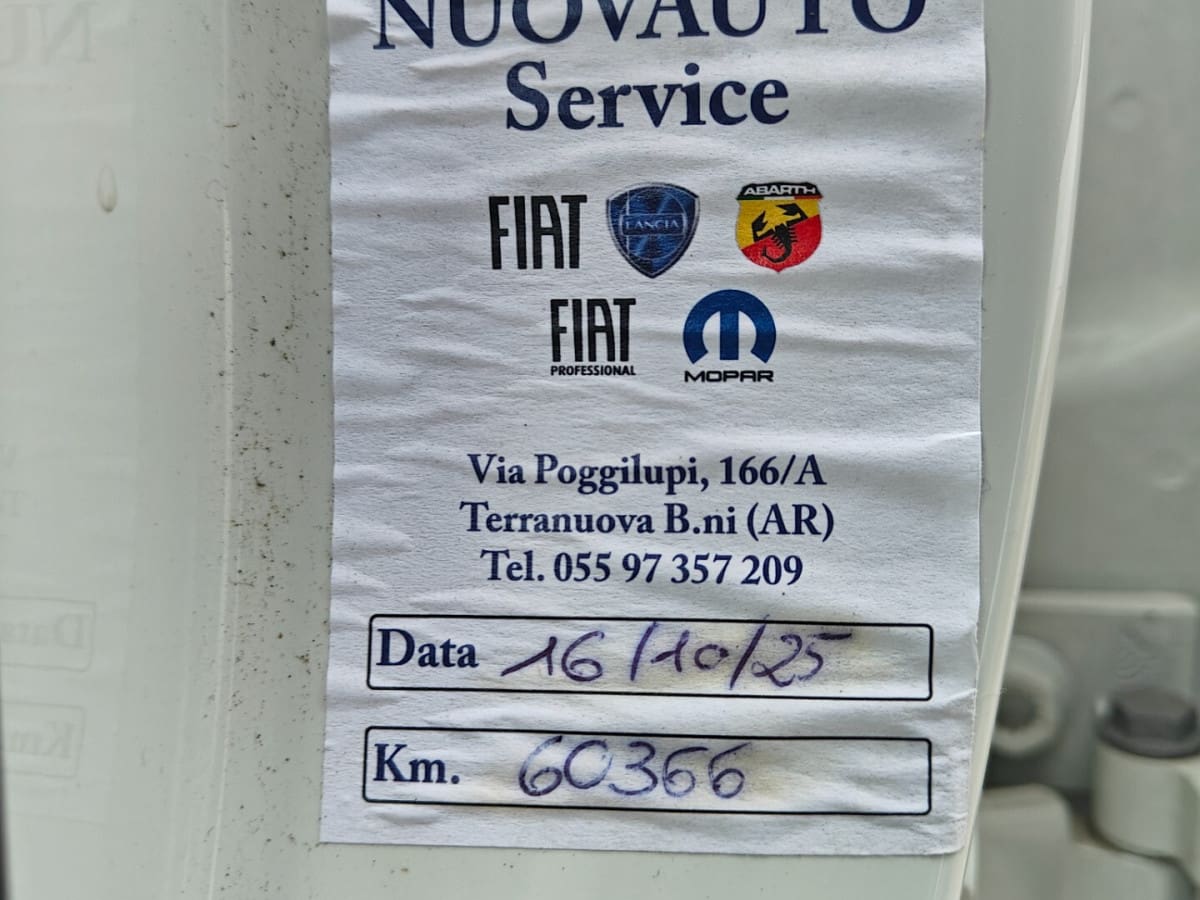 NUOVAUTO
Service
FIAT LANCIA ABARTH
FIAT
PROFESSIONAL
MOPAR
Via Poggilupi, 166/A
Terranuova B.ni (AR)
Tel. 055 97 357 209
Data 16/10/25
Km. 60366